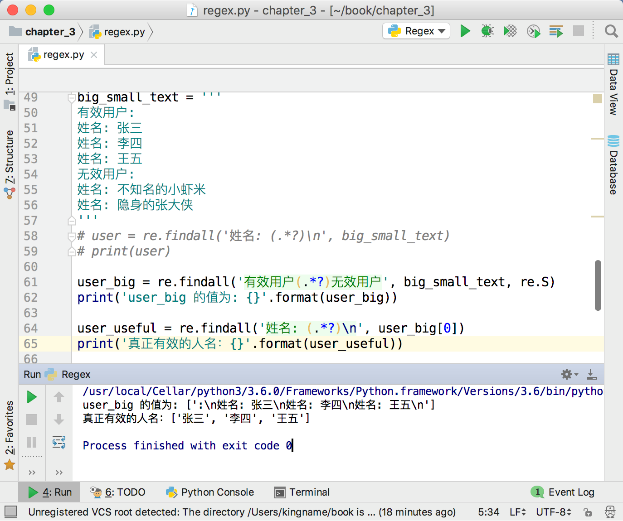 regex.py - chapter_3 - [~/book/chapter_3]
chapter_3 regex.py Regex
regex.py
1: Project
7: Structure
2: Favorites
Data View
Database
49 big_small_text = '''
50 有效用户:
51 姓名: 张三
52 姓名: 李四
53 姓名: 王五
54 无效用户:
55 姓名: 不知名的小虾米
56 姓名: 隐身的张大侠
57 '''
58 # user = re.findall('姓名: (.*?)\n', big_small_text)
59 # print(user)
60
61 user_big = re.findall('有效用户(.*?)无效用户', big_small_text, re.S)
62 print('user_big 的值为: {}'.format(user_big))
63
64 user_useful = re.findall('姓名: (.*?)\n', user_big[0])
65 print('真正有效的人名: {}'.format(user_useful))
66
Run Regex
/usr/local/Cellar/python3/3.6.0/Frameworks/Python.framework/Versions/3.6/bin/python
user_big 的值为: [':\n姓名: 张三\n姓名: 李四\n姓名: 王五\n']
真正有效的人名: ['张三', '李四', '王五']
Process finished with exit code 0
4: Run 6: TODO Python Console Terminal 1 Event Log
Unregistered VCS root detected: The directory /Users/kingname/book is ... (18 minutes ago) 5:34 LF÷ UTF-8÷